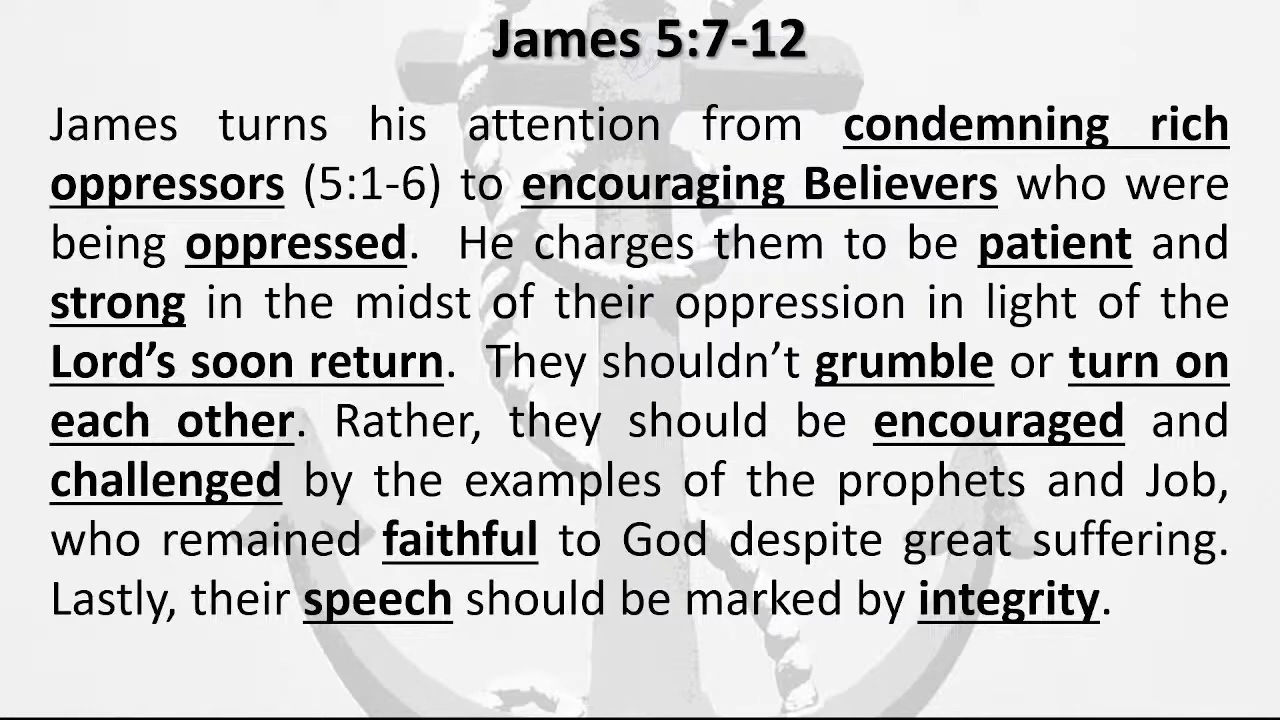 James 5:7-12
James turns his attention from condemning rich
oppressors (5:1-6) to encouraging Believers who were
being oppressed.  He charges them to be patient and
strong in the midst of their oppression in light of the
Lord’s soon return.  They shouldn’t grumble or turn on
each other. Rather, they should be encouraged and
challenged by the examples of the prophets and Job,
who remained faithful to God despite great suffering.
Lastly, their speech should be marked by integrity.